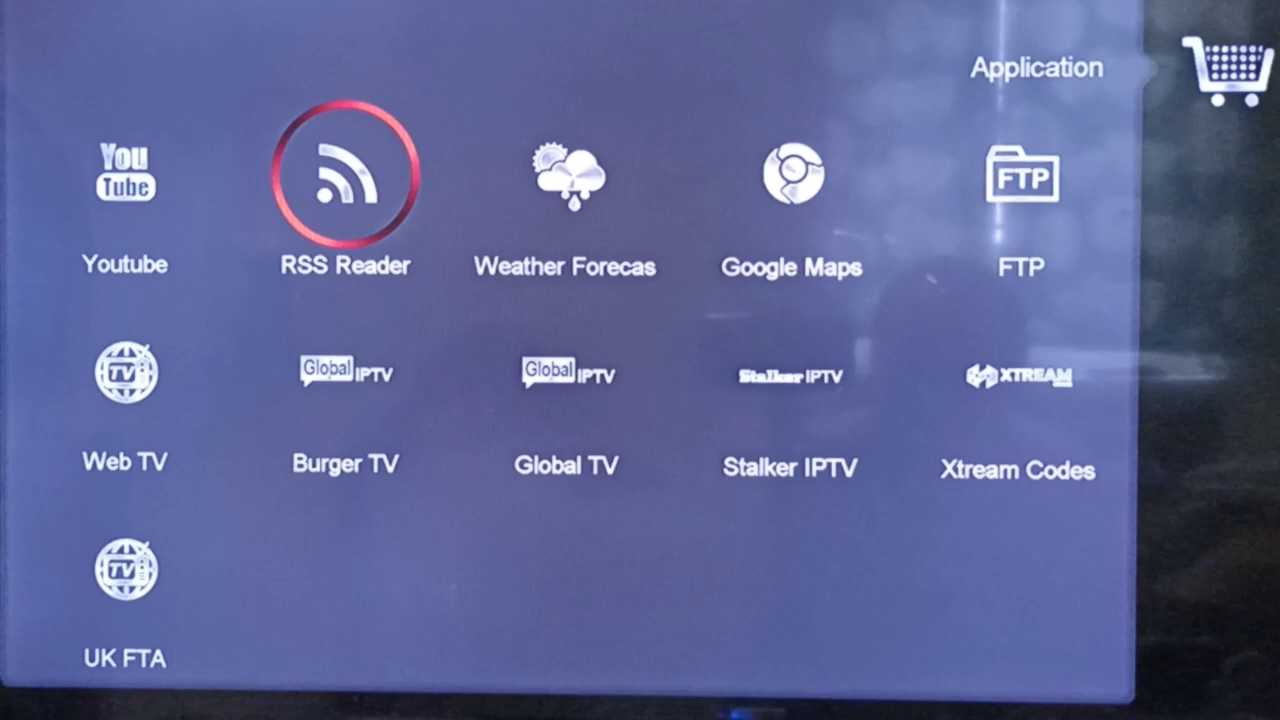 Application
You
Tube
FTP
Youtube
RSS Reader
Weather Forecas
Google Maps
FTP
TV
Global IPTV
Global IPTV
Stalker IPTV
XTREAM
Web TV
Burger TV
Global TV
Stalker IPTV
Xtream Codes
TV
UK FTA